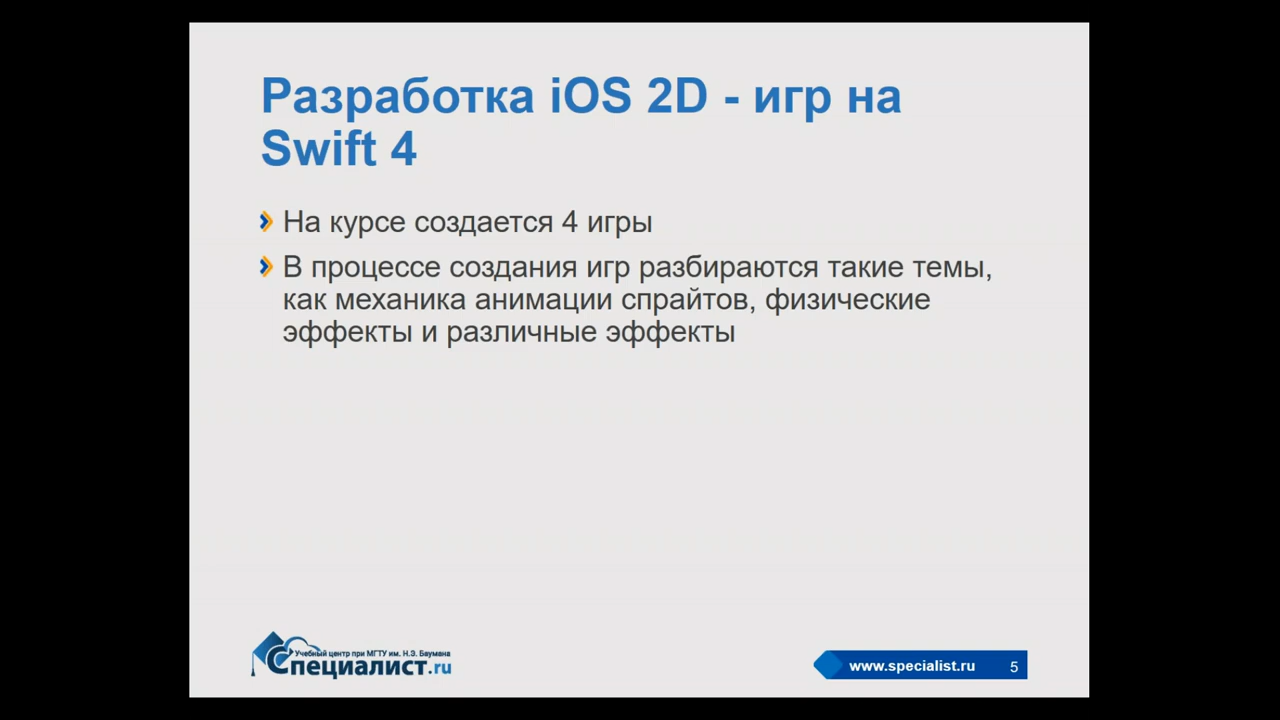 Разработка iOS 2D - игр на
Swift 4
На курсе создается 4 игры
В процессе создания игр разбираются такие темы,
как механика анимации спрайтов, физические
эффекты и различные эффекты
Учебный центр при МГТУ им. Н.Э. Баумана
Специалист.ru
www.specialist.ru 5